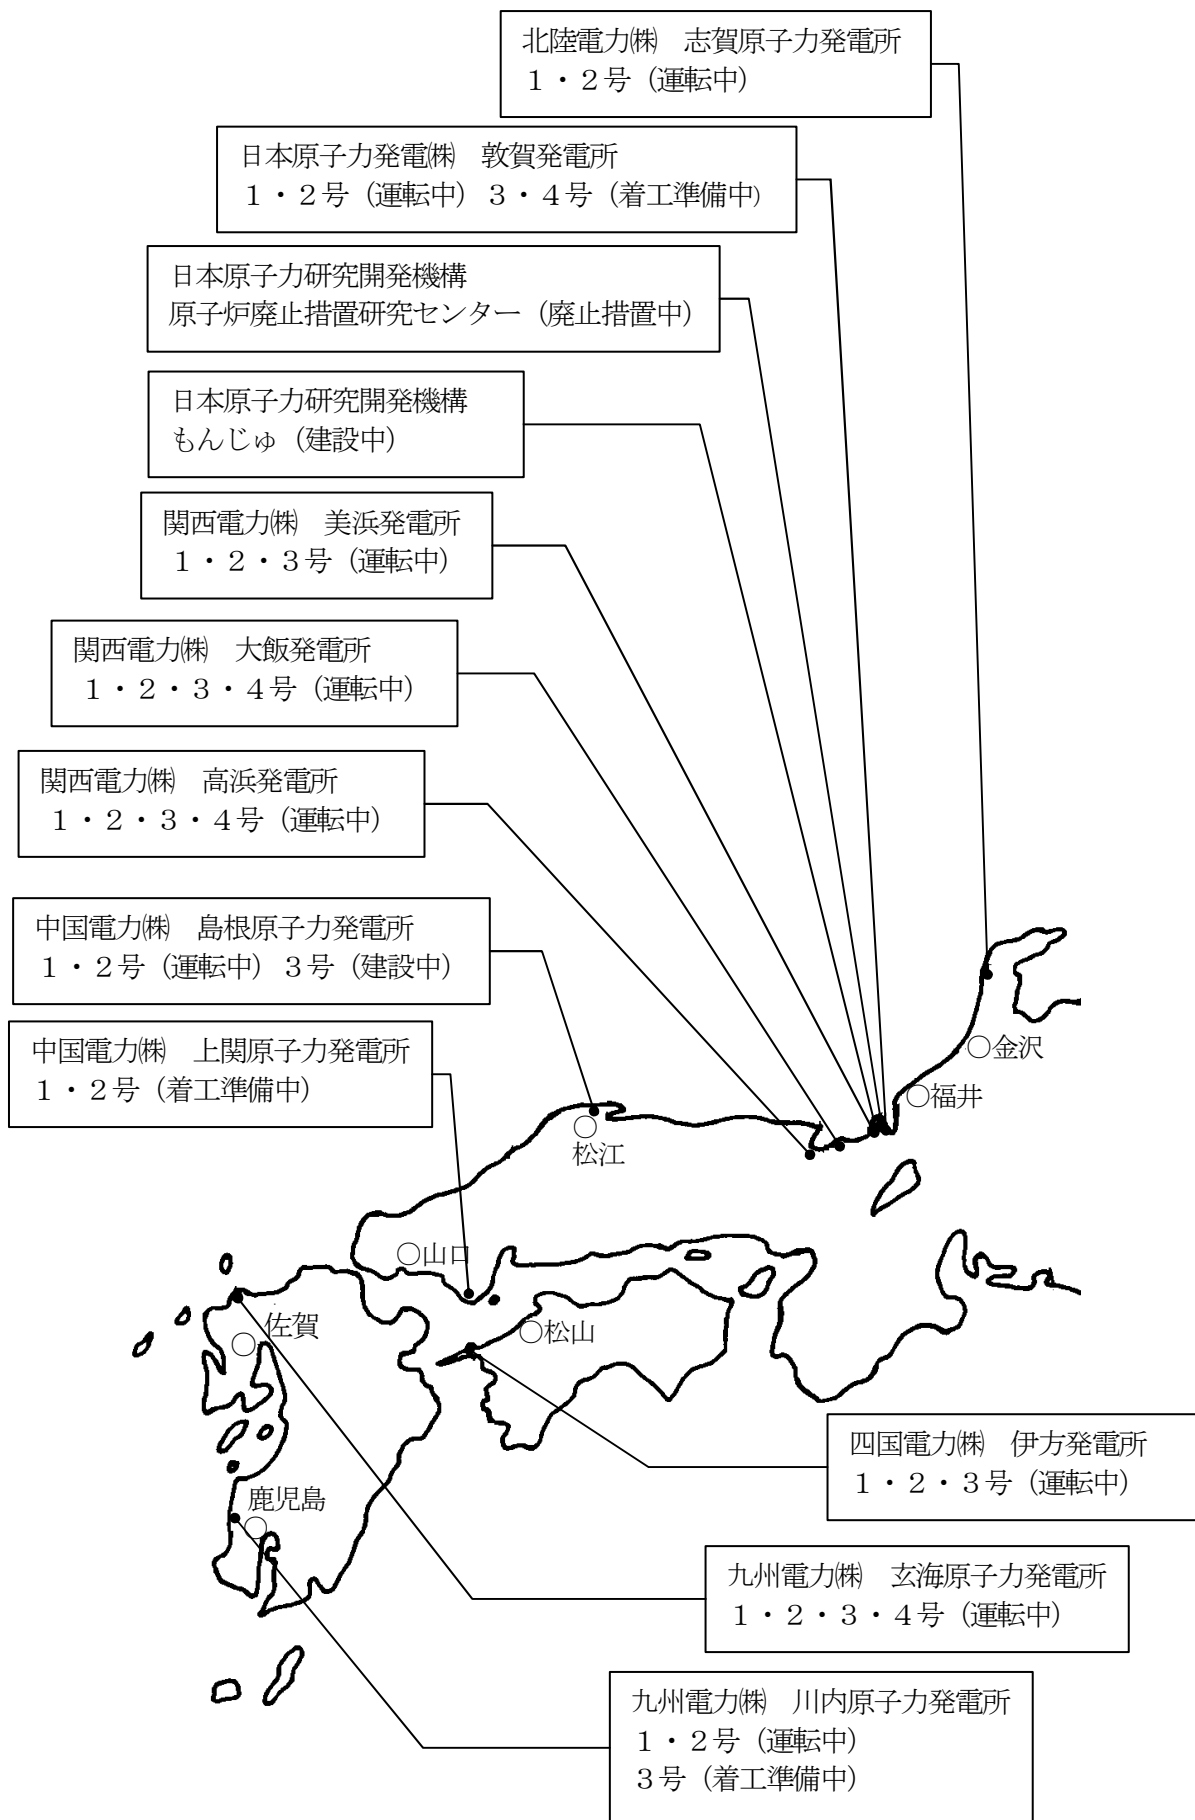 北陸電力㈱　志賀原子力発電所
１・２号（運転中）
日本原子力発電㈱　敦賀発電所
１・２号（運転中）３・４号（着工準備中）
日本原子力研究開発機構
原子炉廃止措置研究センター（廃止措置中）
日本原子力研究開発機構
もんじゅ（建設中）
関西電力㈱　美浜発電所
１・２・３号（運転中）
関西電力㈱　大飯発電所
１・２・３・４号（運転中）
関西電力㈱　高浜発電所
１・２・３・４号（運転中）
中国電力㈱　島根原子力発電所
１・２号（運転中）３号（建設中）
中国電力㈱　上関原子力発電所
１・２号（着工準備中）
○金沢
○福井
○
松江
○山口
○松山
佐賀
○
四国電力㈱　伊方発電所
１・２・３号（運転中）
鹿児島
○
九州電力㈱　玄海原子力発電所
１・２・３・４号（運転中）
九州電力㈱　川内原子力発電所
１・２号（運転中）
３号（着工準備中）